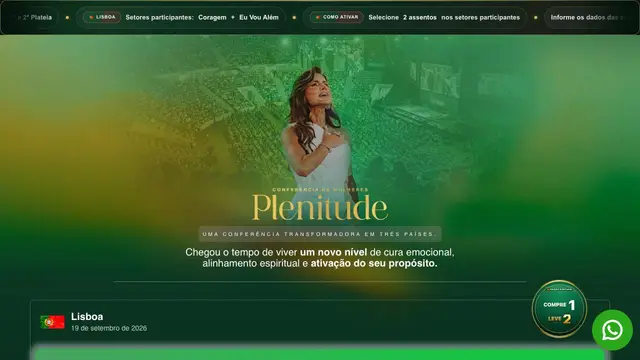 2ª Plateia
LISBOA Setores participantes: Coragem + Eu Vou Além
COMO ATIVAR Selecione 2 assentos nos setores participantes
Informe os dados das
CONFERÊNCIA DE MULHERES
Plenitude
UMA CONFERÊNCIA TRANSFORMADORA EM TRÊS PAÍSES.
Chegou o tempo de viver um novo nível de cura emocional,
alinhamento espiritual e ativação do seu propósito.
Lisboa
19 de setembro de 2026
COMPRE 1
LEVE 2